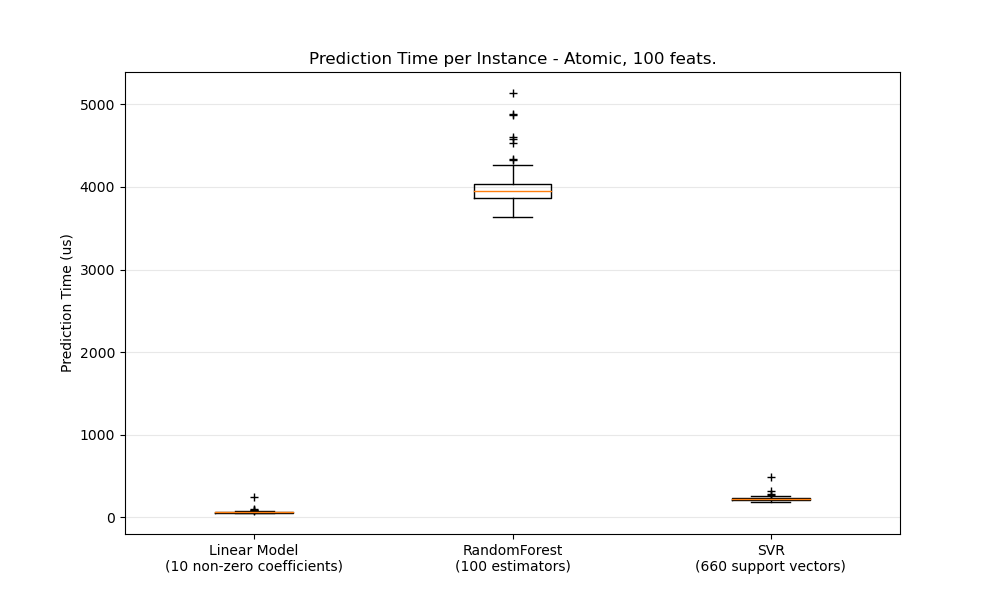 Prediction Time per Instance - Atomic, 100 feats.
Prediction Time (us)
5000
4000
3000
2000
1000
0
Linear Model
(10 non-zero coefficients)
RandomForest
(100 estimators)
SVR
(660 support vectors)